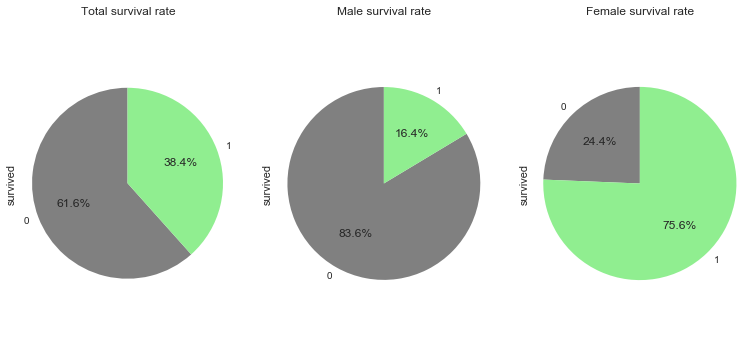 Total survival rate
survived
38.4%
1
61.6%
0
Male survival rate
survived
16.4%
1
83.6%
0
Female survival rate
survived
24.4%
0
75.6%
1